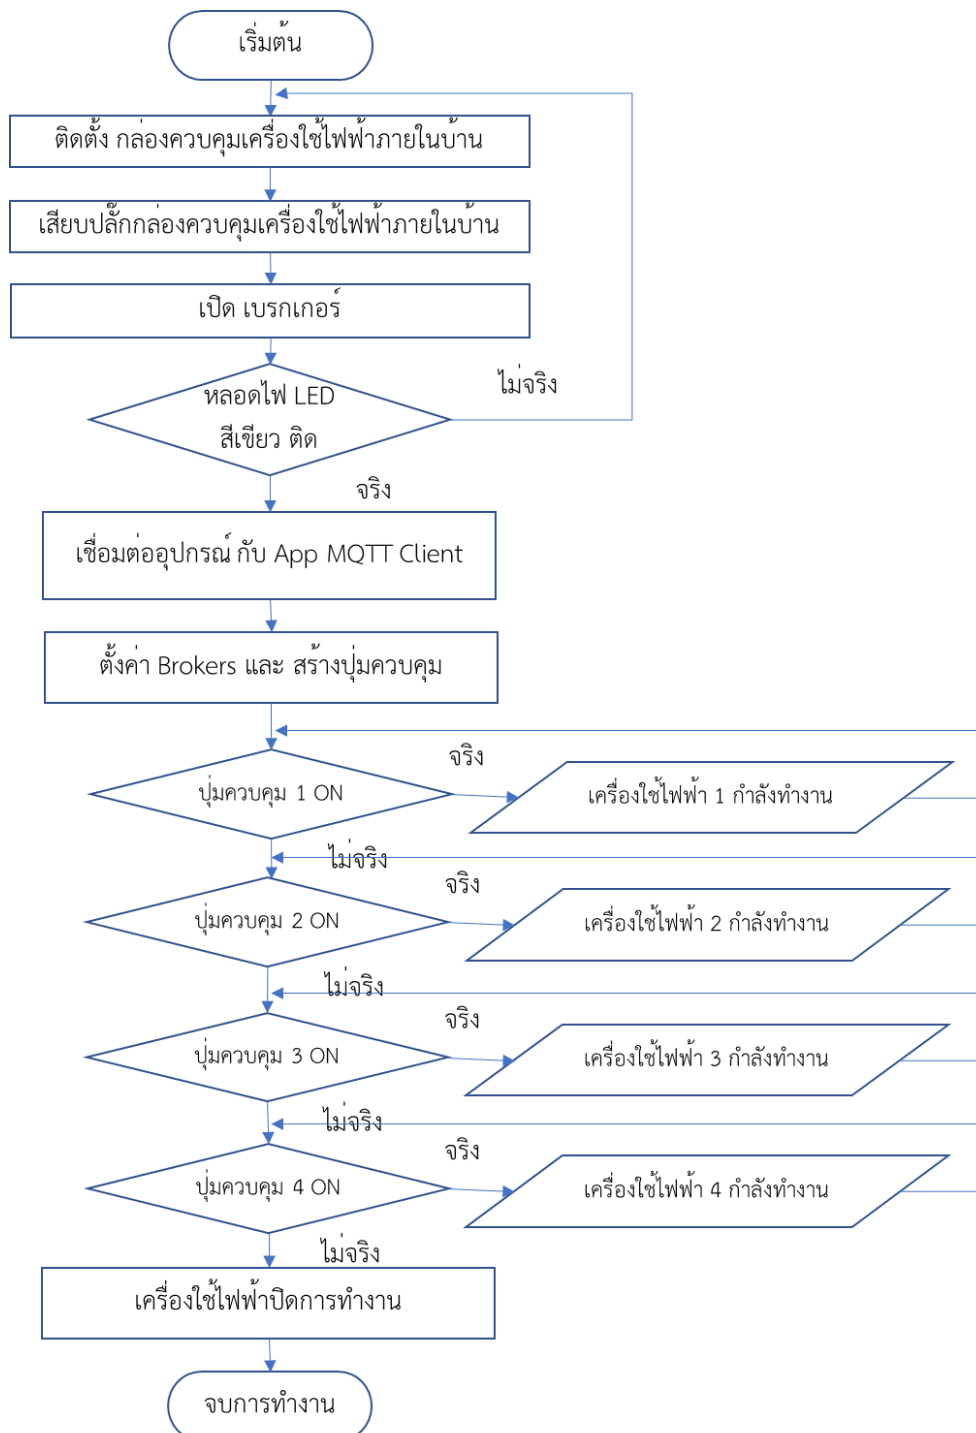 เริ่มต้น
ติดตั้ง กล่องควบคุมเครื่องใช้ไฟฟ้าภายในบ้าน
เสียบปลั๊กกล่องควบคุมเครื่องใช้ไฟฟ้าภายในบ้าน
เปิด เบรกเกอร์
หลอดไฟ LED
สีเขียว ติด
ไม่จริง
จริง
เชื่อมต่ออุปกรณ์ กับ App MQTT Client
ตั้งค่า Brokers และ สร้างปุ่มควบคุม
ปุ่มควบคุม 1 ON
จริง
เครื่องใช้ไฟฟ้า 1 กำลังทำงาน
ไม่จริง
ปุ่มควบคุม 2 ON
จริง
เครื่องใช้ไฟฟ้า 2 กำลังทำงาน
ไม่จริง
ปุ่มควบคุม 3 ON
จริง
เครื่องใช้ไฟฟ้า 3 กำลังทำงาน
ไม่จริง
ปุ่มควบคุม 4 ON
จริง
เครื่องใช้ไฟฟ้า 4 กำลังทำงาน
ไม่จริง
เครื่องใช้ไฟฟ้าปิดการทำงาน
จบการทำงาน